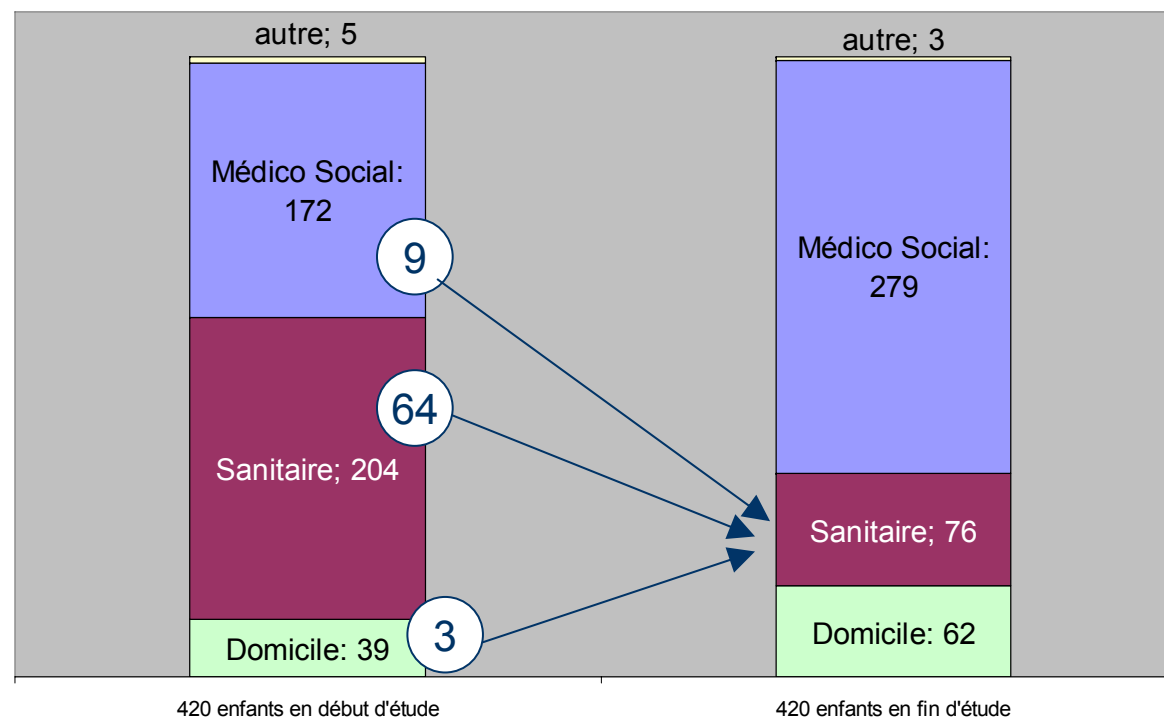 autre; 5
Médico Social:
172
9
64
Sanitaire; 204
3
Domicile: 39
autre; 3
Médico Social:
279
Sanitaire; 76
Domicile: 62
420 enfants en début d'étude
420 enfants en fin d'étude